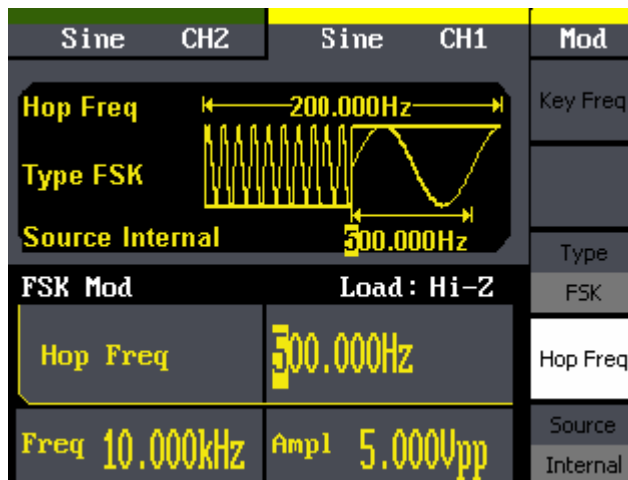 Sine CH2 Sine CH1 Mod
Hop Freq 200.000Hz Key Freq
Type FSK
Source Internal 500.000Hz Type
FSK Mod Load: Hi-Z FSK
Hop Freq 500.000Hz Hop Freq
Freq 10.000kHz Ampl 5.000Vpp Source
Internal